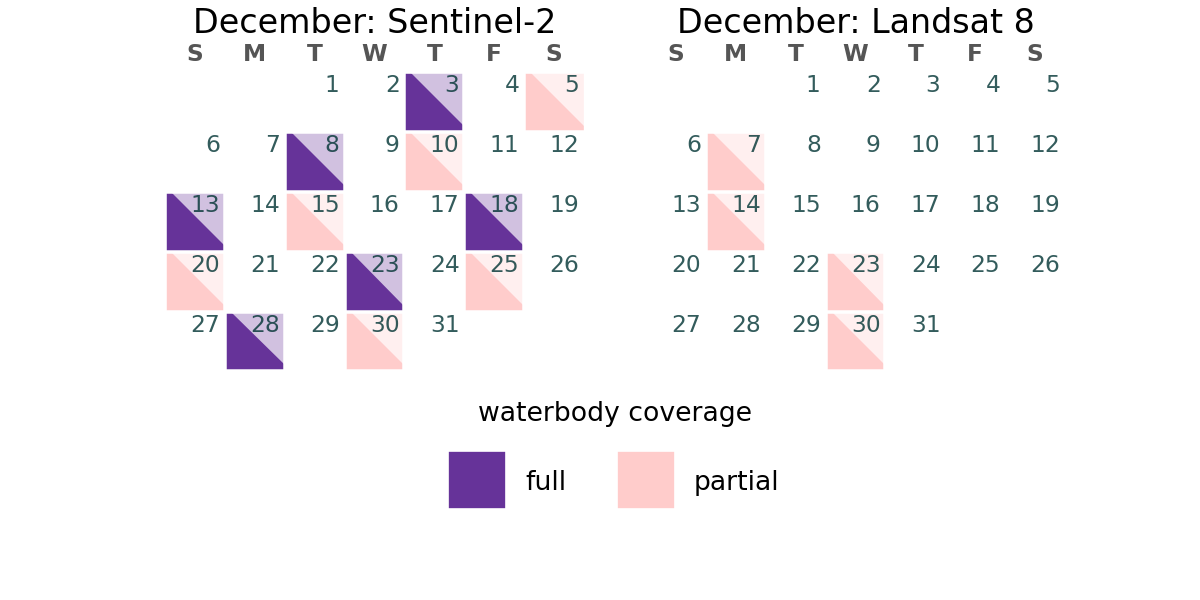 December: Sentinel-2
S M T W T F S
1 2 3 4 5
6 7 8 9 10 11 12
13 14 15 16 17 18 19
20 21 22 23 24 25 26
27 28 29 30 31
December: Landsat 8
S M T W T F S
1 2 3 4 5
6 7 8 9 10 11 12
13 14 15 16 17 18 19
20 21 22 23 24 25 26
27 28 29 30 31
waterbody coverage
full
partial